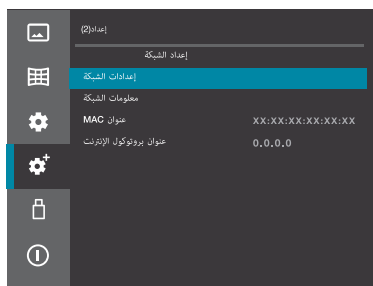 إعداد(2)
إعداد الشبكة
إعدادات الشبكة
معلومات الشبكة
عنوان MAC XX:XX:XX:XX:XX:XX
عنوان بروتوكول الإنترنت 0.0.0.0